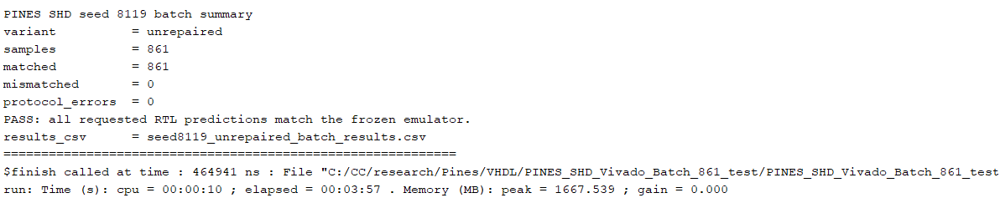 PINES SHD seed 8119 batch summary
variant          = unrepaired
samples          = 861
matched          = 861
mismatched       = 0
protocol_errors  = 0
PASS: all requested RTL predictions match the frozen emulator.
results_csv      = seed8119_unrepaired_batch_results.csv
============================================================
$finish called at time : 464941 ns : File "C:/CC/research/Pines/VHDL/PINES_SHD_Vivado_Batch_861_test/PINES_SHD_Vivado_Batch_861_test
run: Time (s): cpu = 00:00:10 ; elapsed = 00:03:57 . Memory (MB): peak = 1667.539 ; gain = 0.000